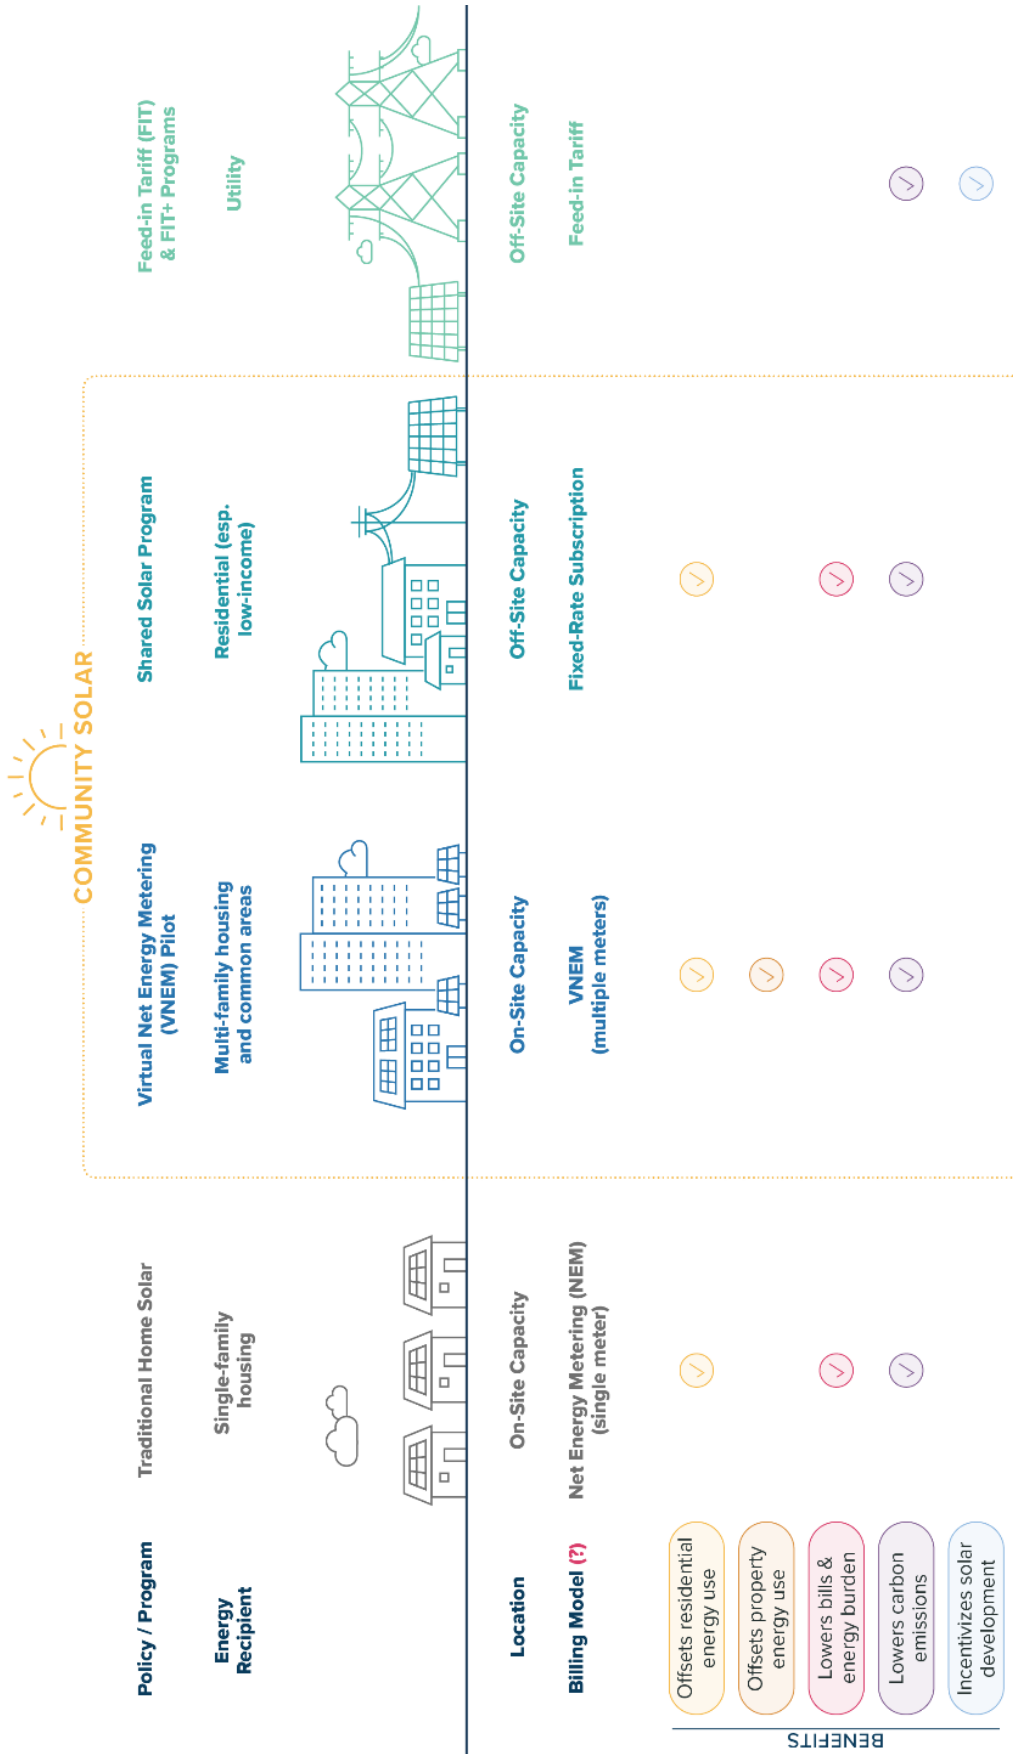 COMMUNITY SOLAR
Policy / Program
Traditional Home Solar
Virtual Net Energy Metering
(VNEM) Pilot
Shared Solar Program
Feed-in Tariff (FIT)
& FIT+ Programs
Energy
Recipient
Single-family
housing
Multi-family housing
and common areas
Residential (esp.
low-income)
Utility
Location
On-Site Capacity
On-Site Capacity
Off-Site Capacity
Off-Site Capacity
Billing Model (?)
Net Energy Metering (NEM)
(single meter)
VNEM
(multiple meters)
Fixed-Rate Subscription
Feed-in Tariff
BENEFITS
Offsets residential
energy use
Offsets property
energy use
Lowers bills &
energy burden
Lowers carbon
emissions
Incentivizes solar
development